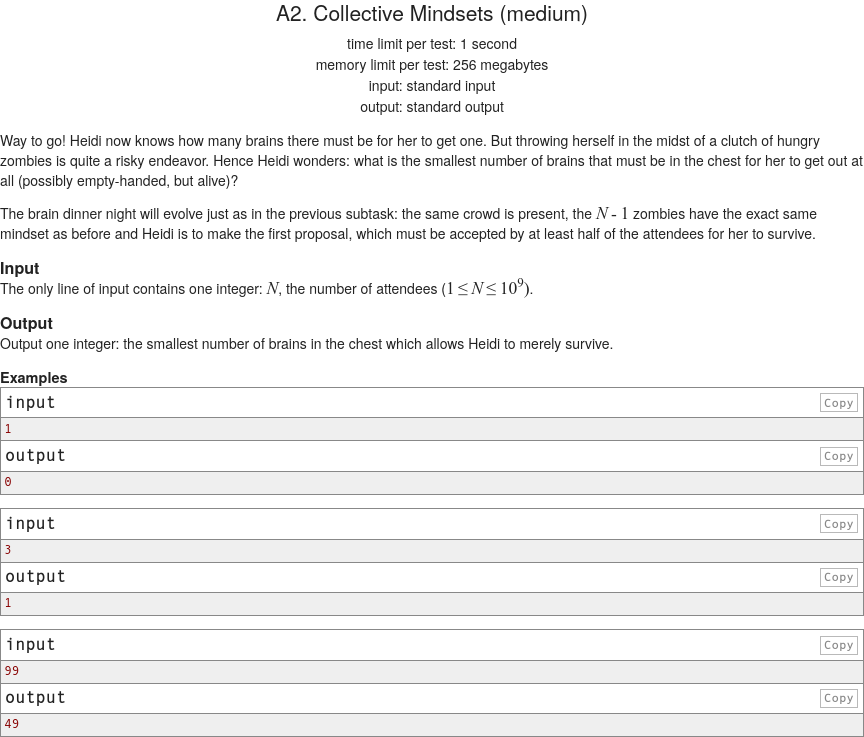 A2. Collective Mindsets (medium)
time limit per test: 1 second
memory limit per test: 256 megabytes
input: standard input
output: standard output
Way to go! Heidi now knows how many brains there must be for her to get one. But throwing herself in the midst of a clutch of hungry
zombies is quite a risky endeavor. Hence Heidi wonders: what is the smallest number of brains that must be in the chest for her to get out at
all (possibly empty-handed, but alive)?
The brain dinner night will evolve just as in the previous subtask: the same crowd is present, the N - 1 zombies have the exact same
mindset as before and Heidi is to make the first proposal, which must be accepted by at least half of the attendees for her to survive.
Input
The only line of input contains one integer: N, the number of attendees (1 ≤ N ≤ 10⁹).
Output
Output one integer: the smallest number of brains in the chest which allows Heidi to merely survive.
Examples
input Copy
1
output Copy
0
input Copy
3
output Copy
1
input Copy
99
output Copy
49